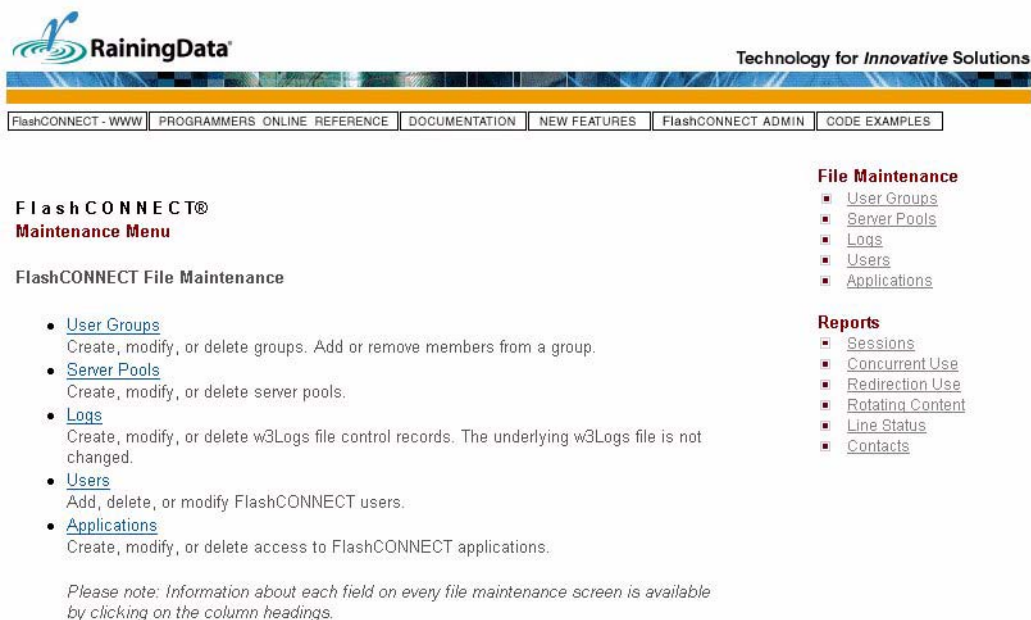 RainingData
Technology for Innovative Solutions
FlashCONNECT - WWW PROGRAMMERS ONLINE REFERENCE DOCUMENTATION NEW FEATURES FlashCONNECT ADMIN CODE EXAMPLES
FlashCONNECT®
Maintenance Menu
FlashCONNECT File Maintenance
User Groups
Create, modify, or delete groups. Add or remove members from a group.
Server Pools
Create, modify, or delete server pools.
Logs
Create, modify, or delete w3Logs file control records. The underlying w3Logs file is not
changed.
Users
Add, delete, or modify FlashCONNECT users.
Applications
Create, modify, or delete access to FlashCONNECT applications.
Please note: Information about each field on every file maintenance screen is available
by clicking on the column headings.
File Maintenance
User Groups
Server Pools
Logs
Users
Applications
Reports
Sessions
Concurrent Use
Redirection Use
Rotating Content
Line Status
Contacts